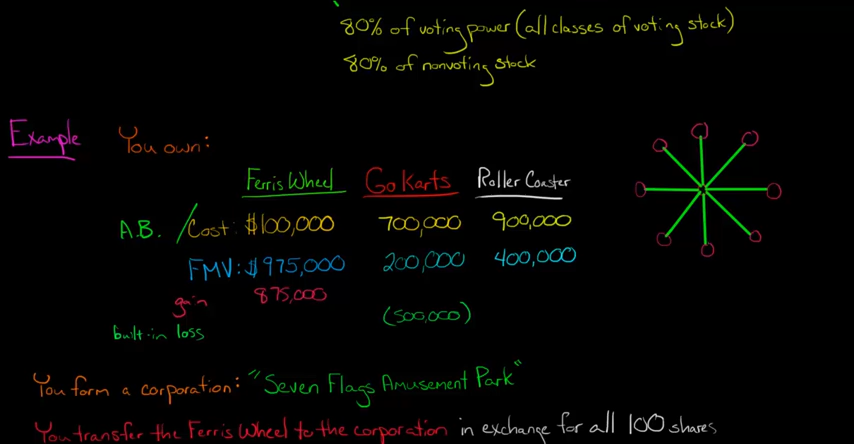 80% of voting power (all classes of voting stock)
80% of nonvoting stock
Example You own:
Ferris Wheel Go Karts Roller Coaster
A.B. / Cost: $100,000 700,000 900,000
FMV: $975,000 200,000 400,000
gain 875,000
built-in loss (500,000)
You form a corporation: "Seven Flags Amusement Park"
You transfer the Ferris Wheel to the corporation in exchange for all 100 shares